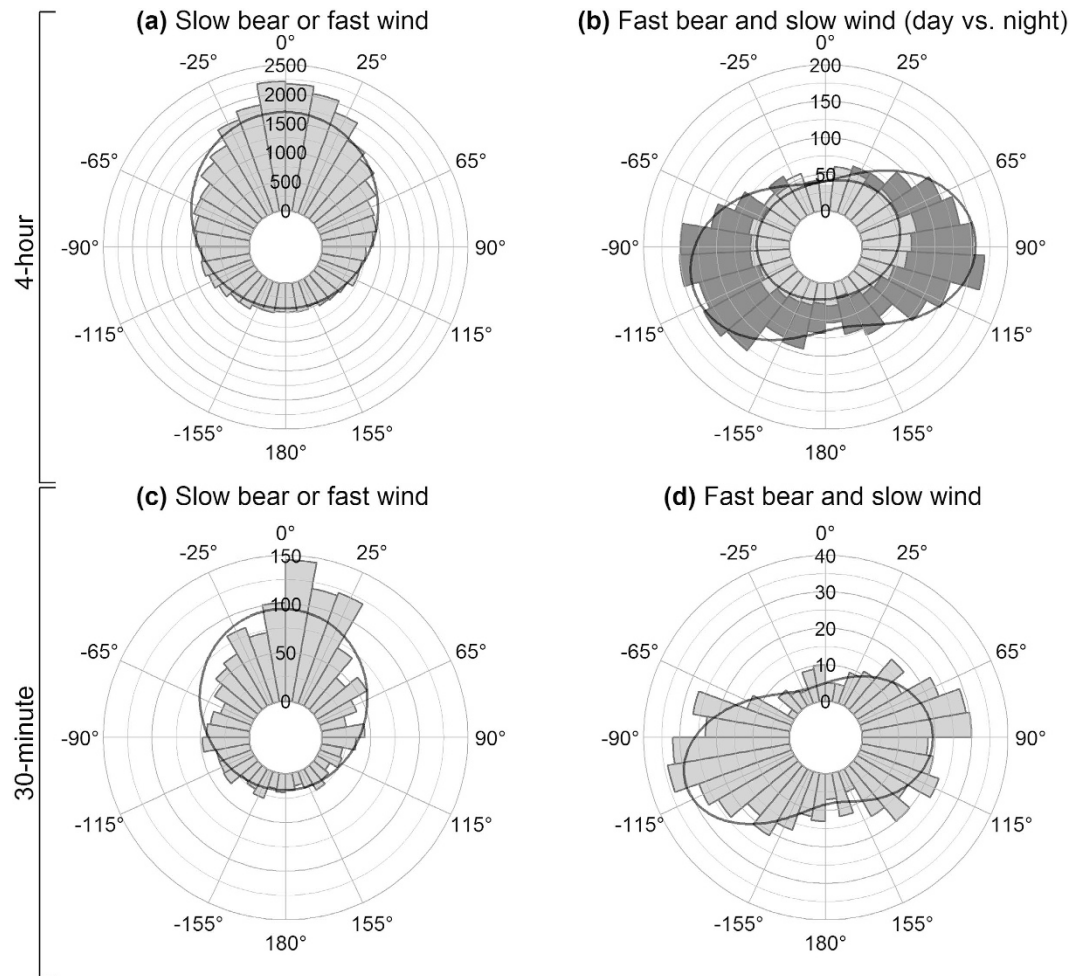 (a) Slow bear or fast wind
0°
-25° 2500 25°
2000
1500
-65° 1000 65°
500
0
-90° 90°
-115° 115°
-155° 155°
180°
(b) Fast bear and slow wind (day vs. night)
0°
-25° 200 25°
150
-65° 100 65°
50
0
-90° 90°
-115° 115°
-155° 155°
180°
4-hour
(c) Slow bear or fast wind
0°
-25° 150 25°
100
-65° 65°
50
0
-90° 90°
-115° 115°
-155° 155°
180°
(d) Fast bear and slow wind
0°
-25° 40 25°
30
-65° 20 65°
10
0
-90° 90°
-115° 115°
-155° 155°
180°
30-minute